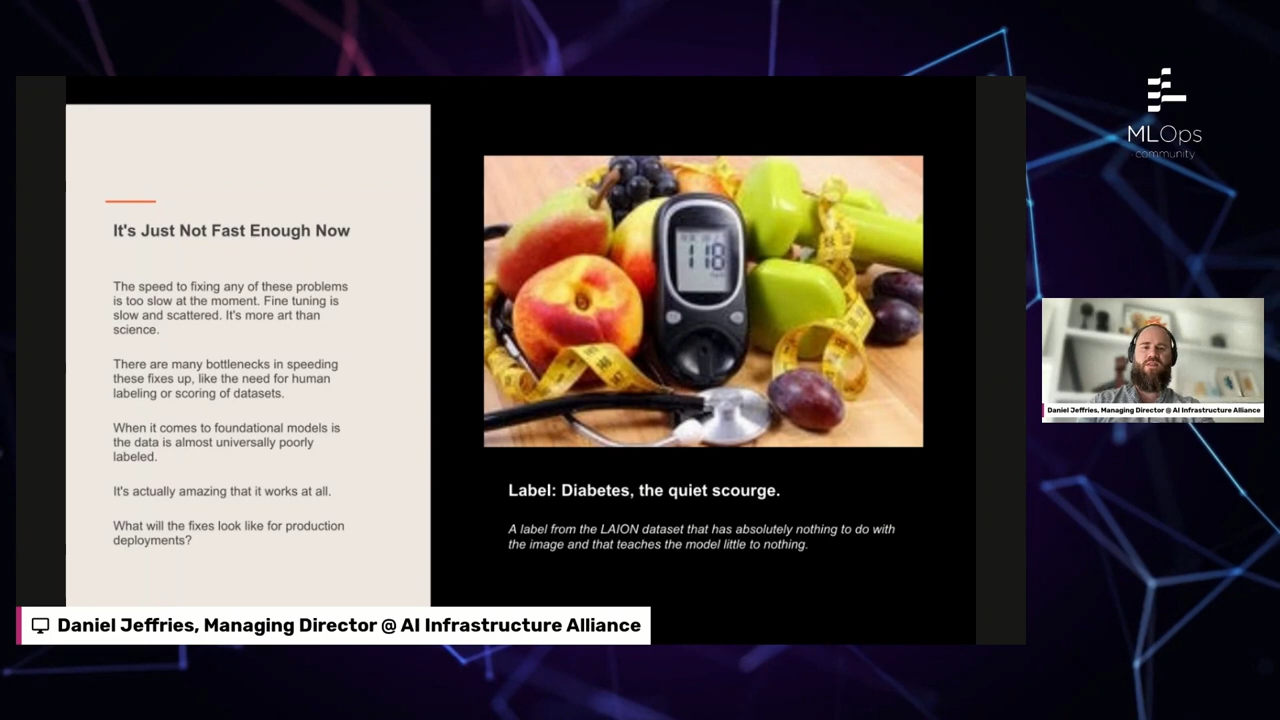 It's Just Not Fast Enough Now
The speed to fixing any of these problems
is too slow at the moment. Fine tuning is
slow and scattered. It's more art than
science.
There are many bottlenecks in speeding
these fixes up, like the need for human
labeling or scoring of datasets.
When it comes to foundational models is
the data is almost universally poorly
labeled.
It's actually amazing that it works at all.
What will the fixes look like for production
deployments?
118
Label: Diabetes, the quiet scourge.
A label from the LAION dataset that has absolutely nothing to do with
the image and that teaches the model little to nothing.
Daniel Jeffries, Managing Director @ AI Infrastructure Alliance
MLOps
community
Daniel Jeffries, Managing Director @ AI Infrastructure Alliance